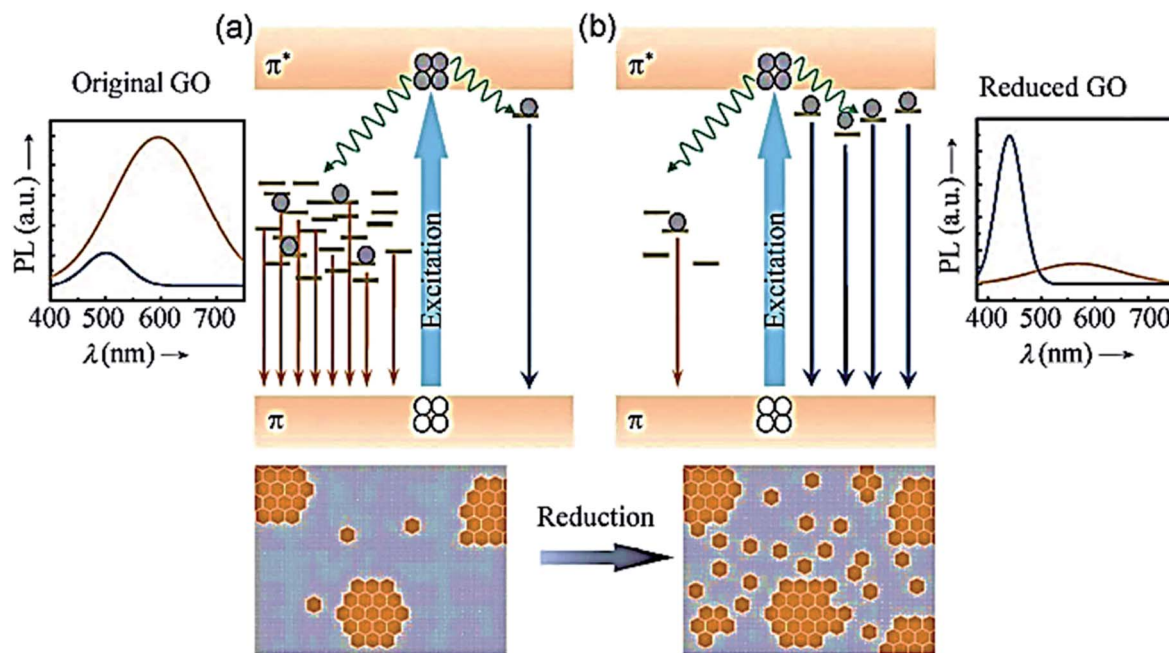 (a)
(b)
π*
π*
Original GO
PL (a.u.)
400 500 600 700
λ (nm)
Excitation
Excitation
Reduced GO
PL (a.u.)
400 500 600 700
λ (nm)
π
π
Reduction